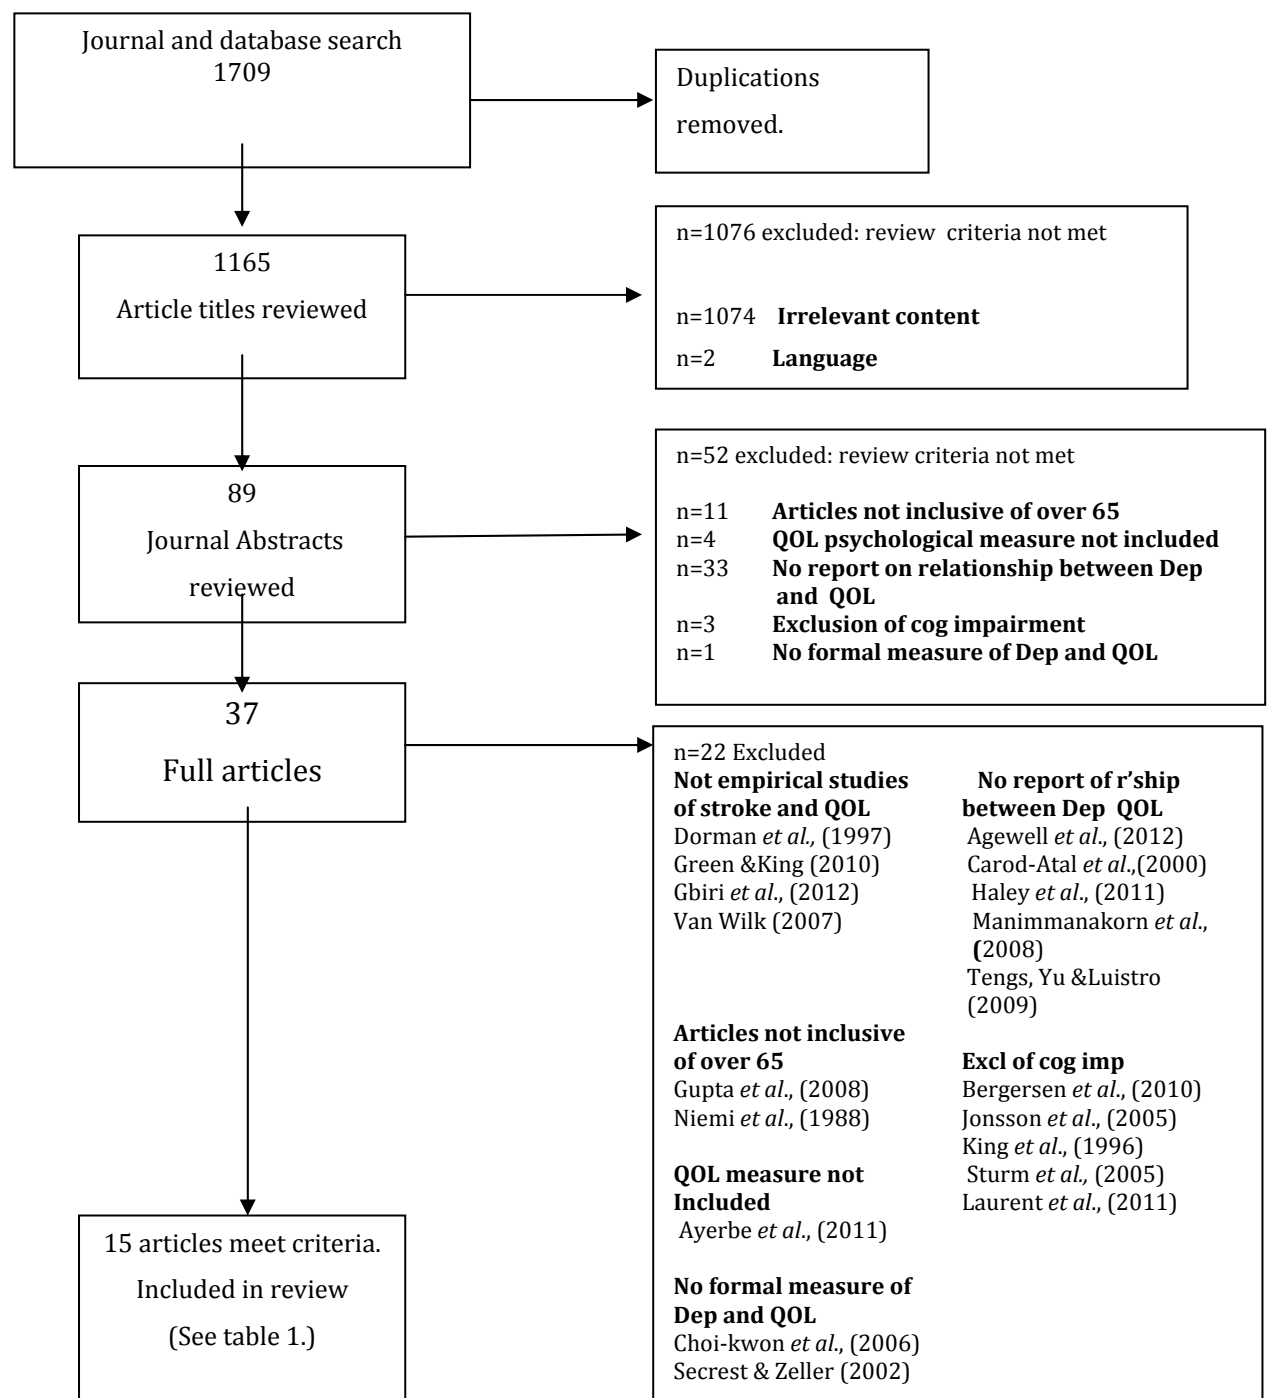 Journal and database search
1709
Duplications
removed.
1165
Article titles reviewed
n=1076 excluded: review criteria not met
n=1074 Irrelevant content
n=2 Language
89
Journal Abstracts
reviewed
n=52 excluded: review criteria not met
n=11 Articles not inclusive of over 65
n=4 QOL psychological measure not included
n=33 No report on relationship between Dep
and QOL
n=3 Exclusion of cog impairment
n=1 No formal measure of Dep and QOL
37
Full articles
n=22 Excluded
Not empirical studies
of stroke and QOL
Dorman et al., (1997)
Green &King (2010)
Gbiri et al., (2012)
Van Wilk (2007)
Articles not inclusive
of over 65
Gupta et al., (2008)
Niemi et al., (1988)
QOL measure not
Included
Ayerbe et al., (2011)
No formal measure of
Dep and QOL
Choi-kwon et al., (2006)
Secrest & Zeller (2002)
No report of r'ship
between Dep QOL
Agewell et al., (2012)
Carod-Atal et al.,(2000)
Haley et al., (2011)
Manimmanakorn et al.,
(2008)
Tengs, Yu &Luistro
(2009)
Excl of cog imp
Bergersen et al., (2010)
Jonsson et al., (2005)
King et al., (1996)
Sturm et al., (2005)
Laurent et al., (2011)
15 articles meet criteria.
Included in review
(See table 1.)